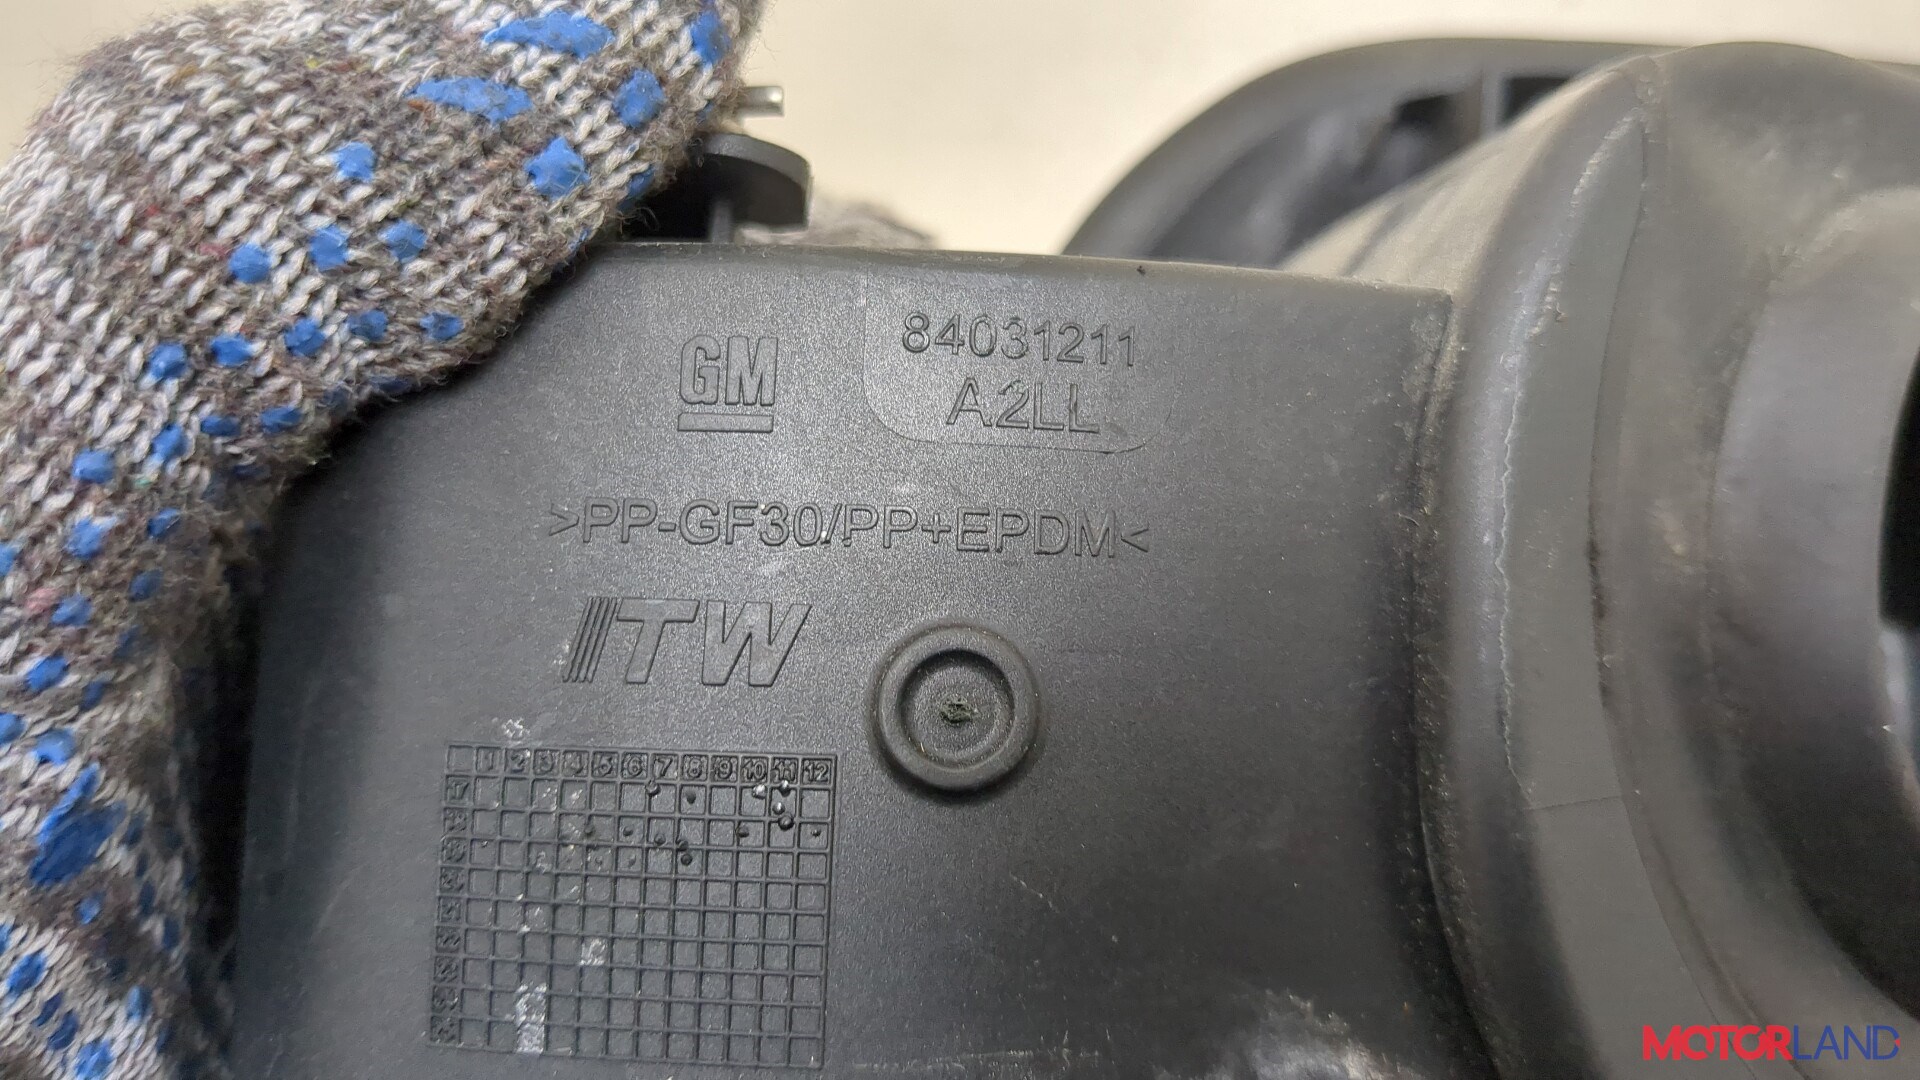 GM
84031211
A2LL
>PP-GF30/PP+EPDM<
ITW
1 2 3 4 5 6 7 8 9 10 11 12
MOTORLAND